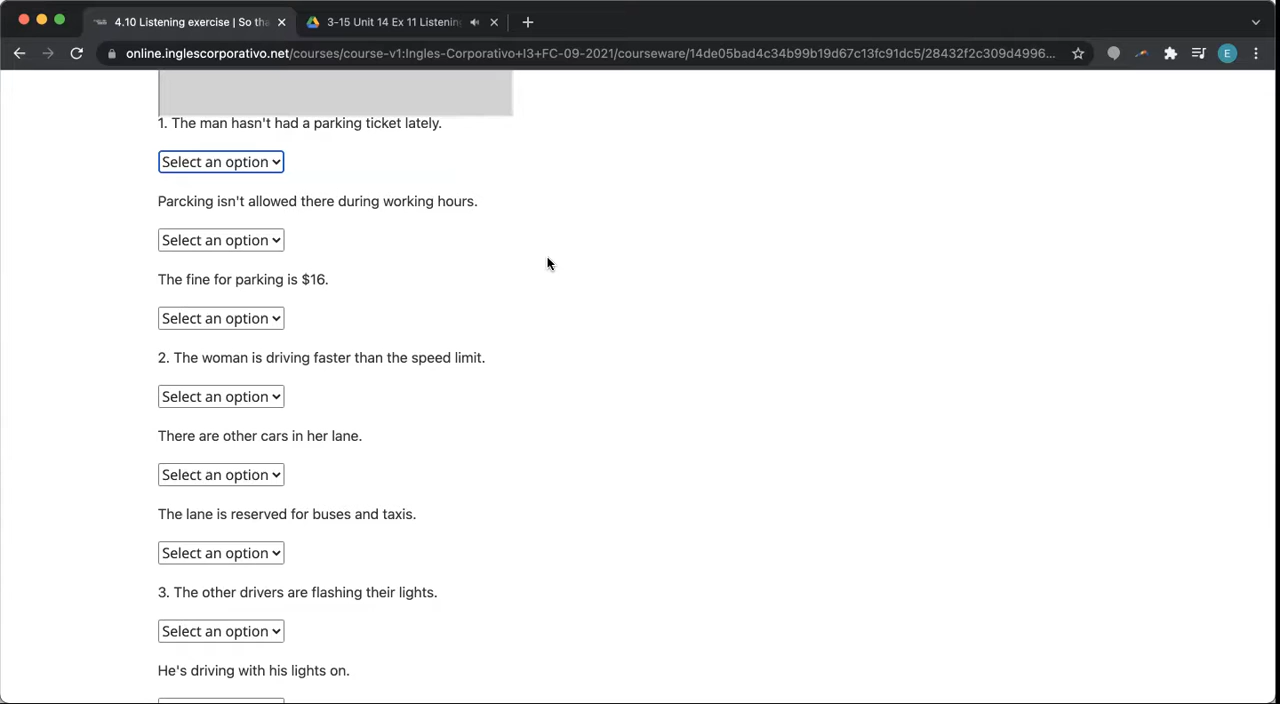 4.10 Listening exercise | So tha
3-15 Unit 14 Ex 11 Listening
online.inglescorporativo.net/courses/course-v1:Ingles-Corporativo+I3+FC-09-2021/courseware/14de05bad4c34b99b19d67c13fc91dc5/28432f2c309d4996...
E
1. The man hasn't had a parking ticket lately.
Select an option
Parcking isn't allowed there during working hours.
Select an option
The fine for parking is $16.
Select an option
2. The woman is driving faster than the speed limit.
Select an option
There are other cars in her lane.
Select an option
The lane is reserved for buses and taxis.
Select an option
3. The other drivers are flashing their lights.
Select an option
He's driving with his lights on.